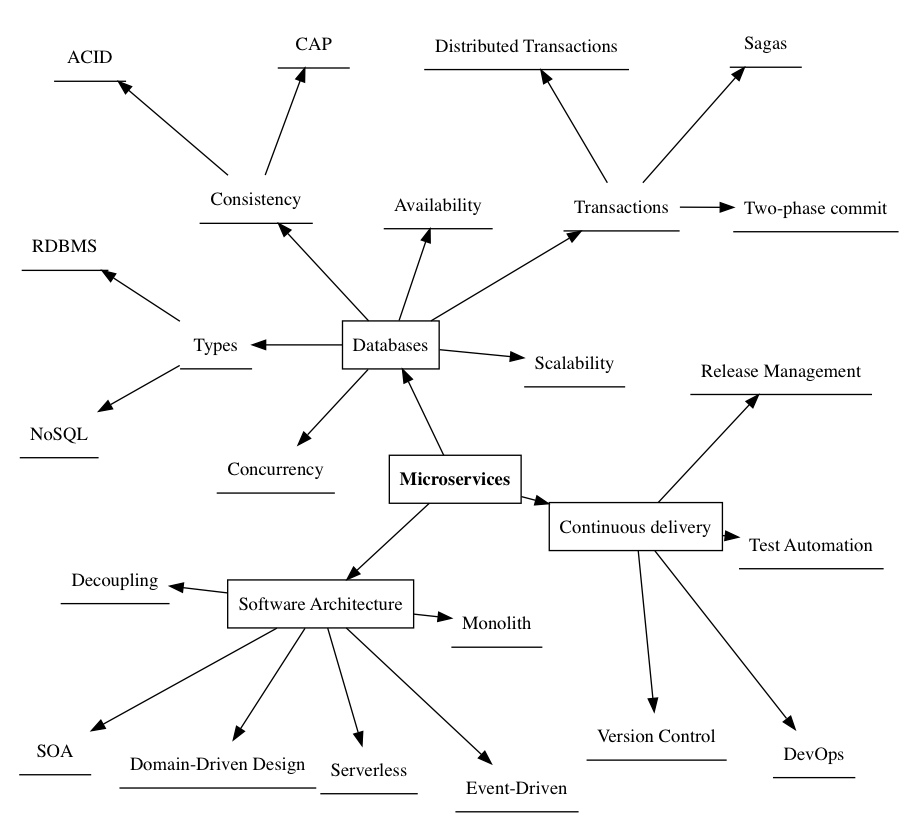 ACID
CAP
Distributed Transactions
Sagas
Consistency
Availability
Transactions
Two-phase commit
RDBMS
Types
Databases
Scalability
Release Management
NoSQL
Concurrency
Microservices
Continuous delivery
Test Automation
Decoupling
Software Architecture
Monolith
SOA
Domain-Driven Design
Serverless
Event-Driven
Version Control
DevOps